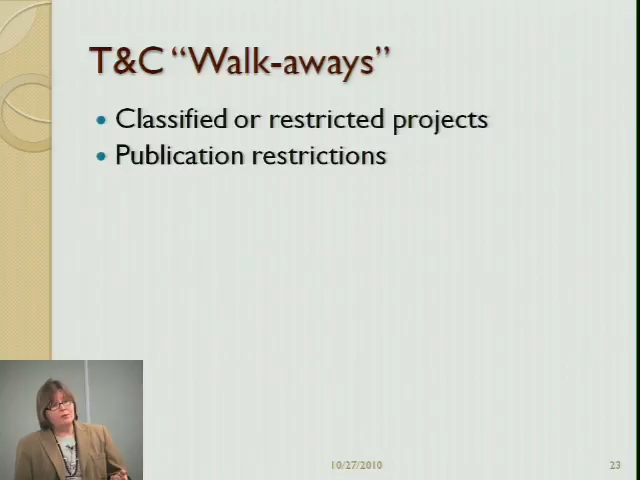 T&C “Walk-aways”
Classified or restricted projects
Publication restrictions
10/27/2010
23